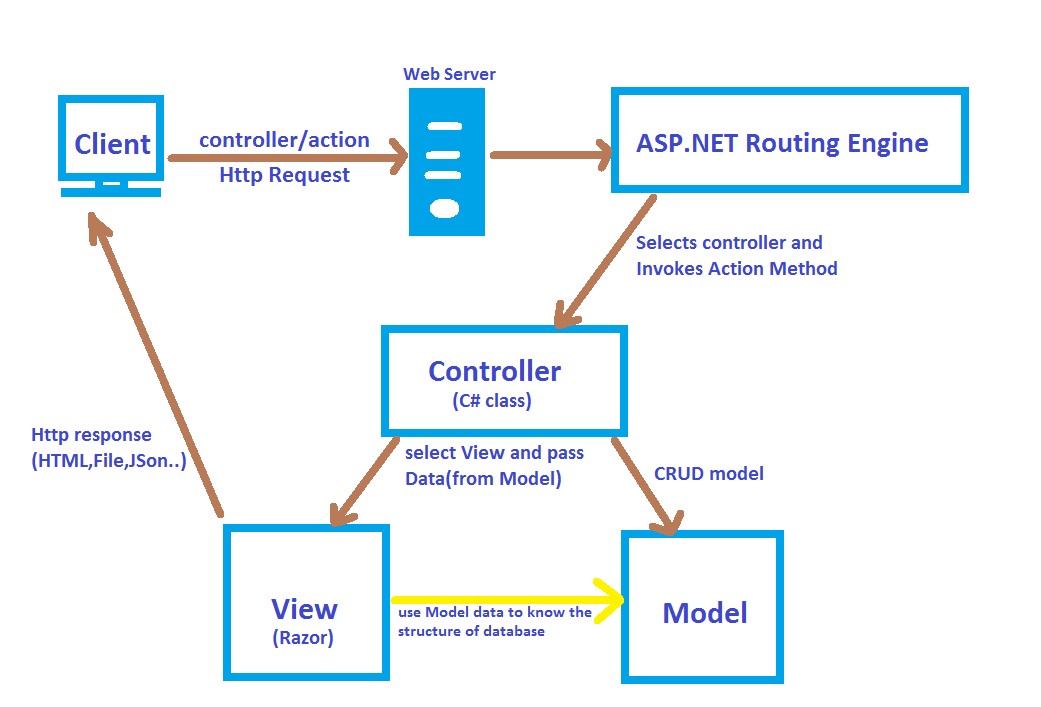 Web Server
Client
controller/action
Http Request
ASP.NET Routing Engine
Selects controller and
Invokes Action Method
Controller
(C# class)
select View and pass
Data(from Model)
CRUD model
Http response
(HTML,File,JSon..)
View
(Razor)
use Model data to know the
structure of database
Model